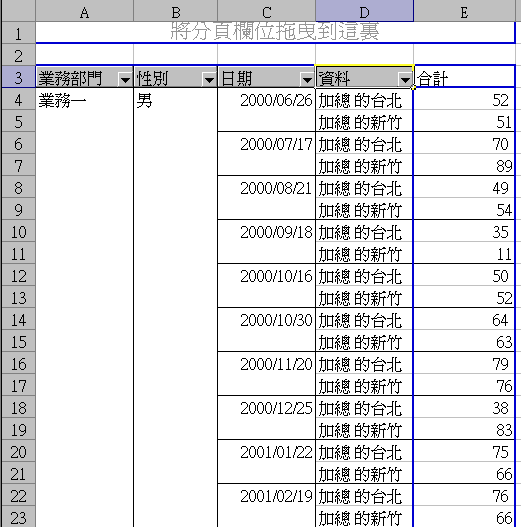 A B C D E
1 將分頁欄位拖曳到這裏
2
3 業務部門 性別 日期 資料 合計
4 業務一 男 2000/06/26 加總 的台北 52
5 加總 的新竹 51
6 2000/07/17 加總 的台北 70
7 加總 的新竹 89
8 2000/08/21 加總 的台北 49
9 加總 的新竹 54
10 2000/09/18 加總 的台北 35
11 加總 的新竹 11
12 2000/10/16 加總 的台北 50
13 加總 的新竹 52
14 2000/10/30 加總 的台北 64
15 加總 的新竹 63
16 2000/11/20 加總 的台北 79
17 加總 的新竹 76
18 2000/12/25 加總 的台北 38
19 加總 的新竹 83
20 2001/01/22 加總 的台北 75
21 加總 的新竹 66
22 2001/02/19 加總 的台北 76
23 加總 的新竹 66